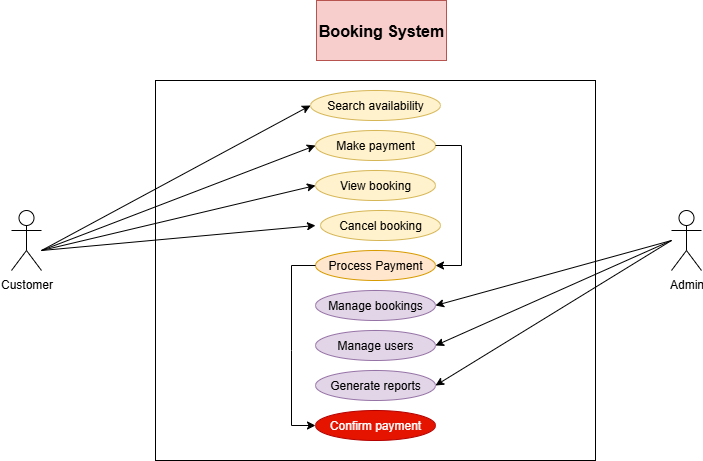 Booking System
Search availability
Make payment
View booking
Cancel booking
Process Payment
Customer
Admin
Manage bookings
Manage users
Generate reports
Confirm payment